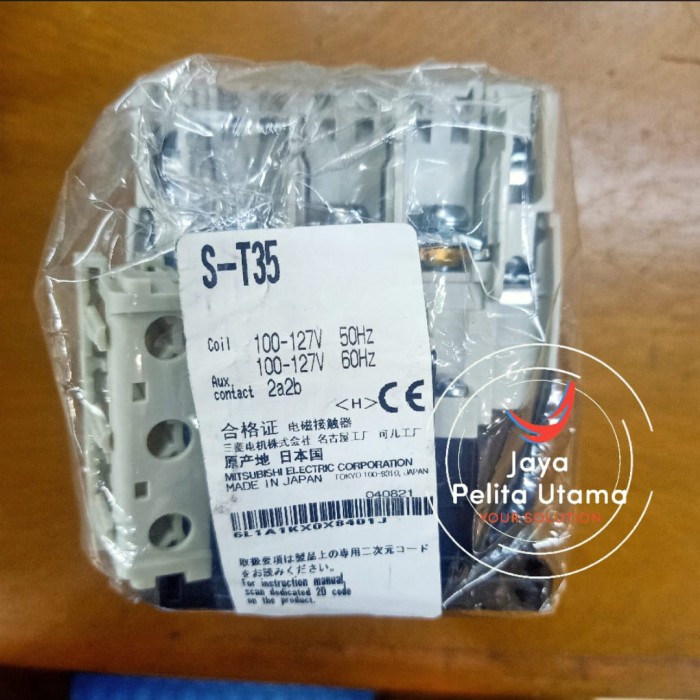 S-T35
Coil 100-127V 50Hz
100-127V 60Hz
Aux. contact 2a2b
<H> CE
合格证 电磁接触器
三菱电机株式会社 名古屋工厂 可儿工厂
原产地 日本国
MITSUBISHI ELECTRIC CORPORATION
MADE IN JAPAN TOKYO 100-8310, JAPAN
040821
6L1A1KX0X8401J
取扱要項は製品上の専用二次元コード
をお読みください。
For instruction manual,
scan dedicated 2D code
on the product.
Jaya
Pelita Utama
YOUR SOLUTION